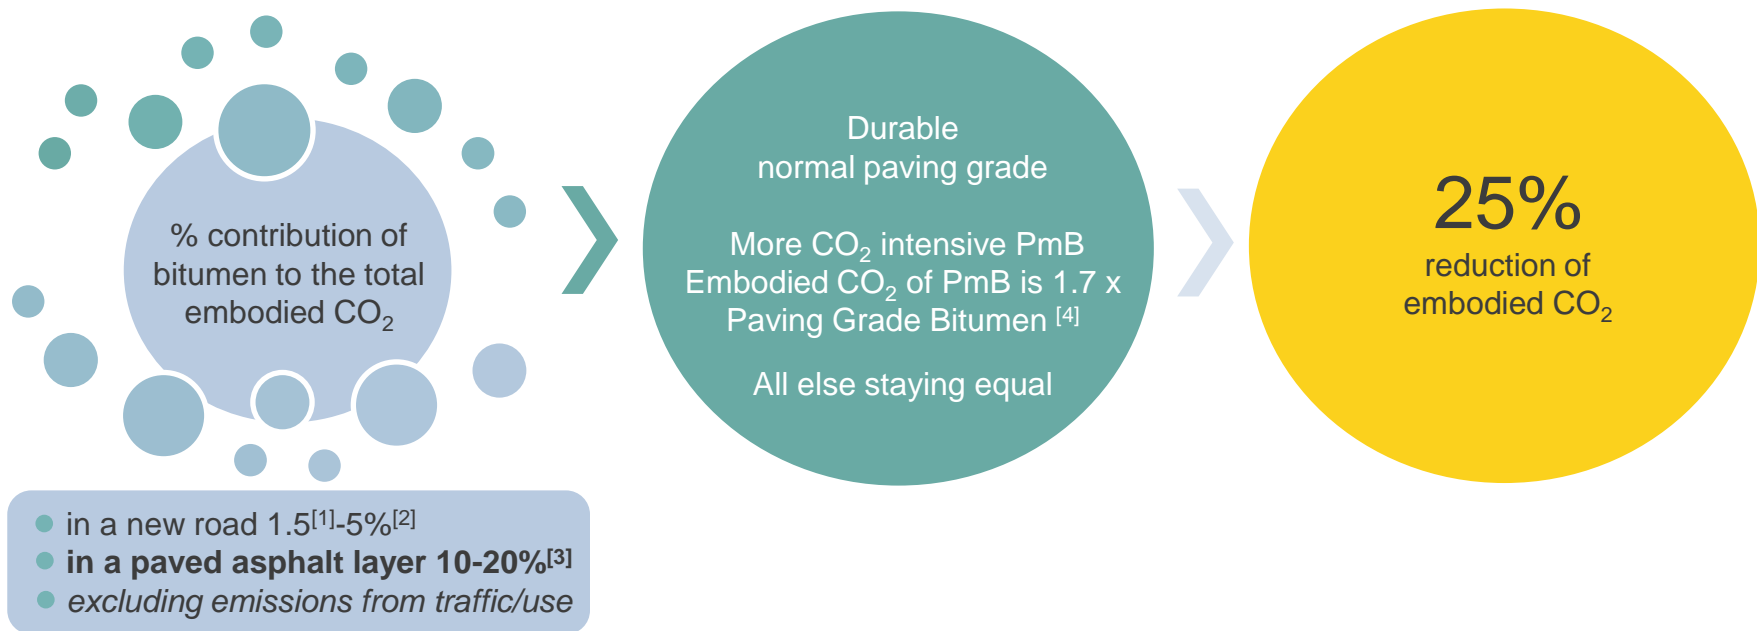 % contribution of
bitumen to the total
embodied CO₂
in a new road 1.5[1]-5%[2]
in a paved asphalt layer 10-20%[3]
excluding emissions from traffic/use
Durable
normal paving grade
More CO₂ intensive PmB
Embodied CO₂ of PmB is 1.7 x
Paving Grade Bitumen [4]
All else staying equal
25%
reduction of
embodied CO₂